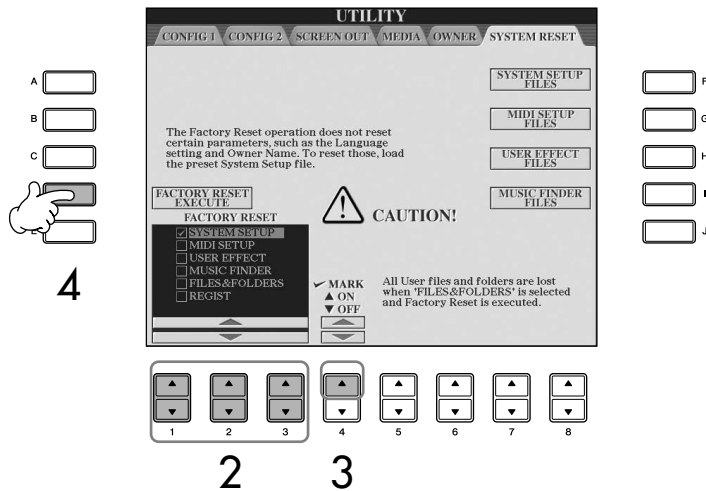 UTILITY
CONFIG 1 CONFIG 2 SCREEN OUT MEDIA OWNER SYSTEM RESET
SYSTEM SETUP
FILES
MIDI SETUP
FILES
USER EFFECT
FILES
MUSIC FINDER
FILES
A
B
C
E
F
G
H
I
J
The Factory Reset operation does not reset
certain parameters, such as the Language
setting and Owner Name. To reset those, load
the preset System Setup file.
FACTORY RESET
EXECUTE
CAUTION!
FACTORY RESET
SYSTEM SETUP
MIDI SETUP
USER EFFECT
MUSIC FINDER
FILES&FOLDERS
REGIST
MARK
▲ ON
▼ OFF
All User files and folders are lost
when 'FILES&FOLDERS' is selected
and Factory Reset is executed.
4
1 2 3 4 5 6 7 8
2 3